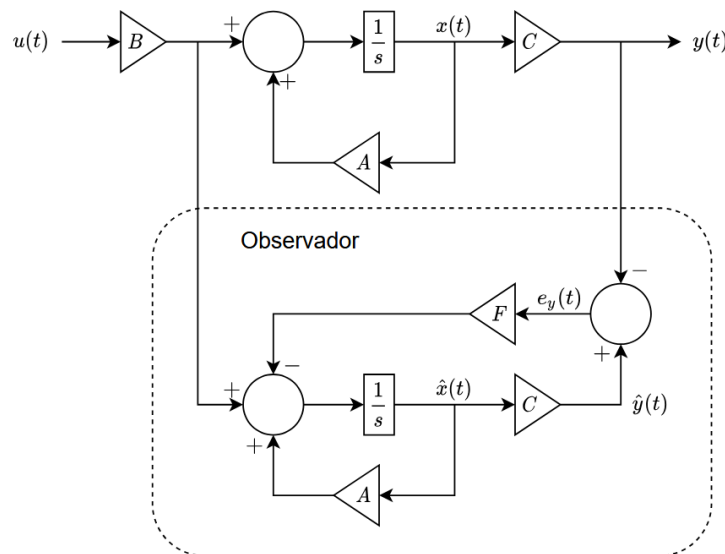 u(t) B + + 1/s x(t) C y(t)
A
Observador
−
F e_y(t)
− +
+ 1/s x̂(t) C ŷ(t)
+
A